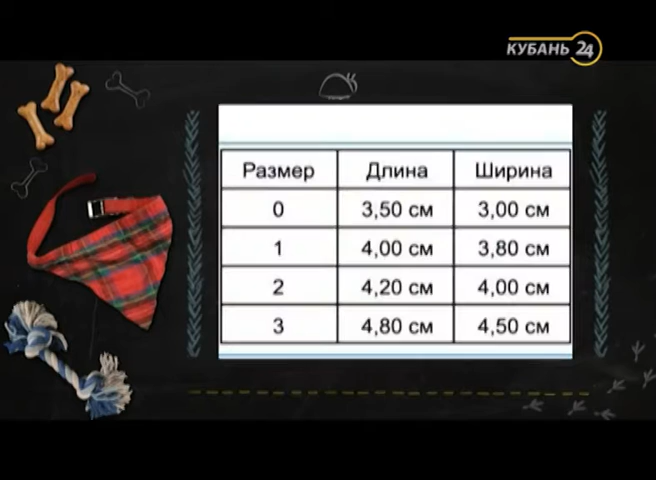 КУБАНЬ 24
Размер Длина Ширина
0 3,50 см 3,00 см
1 4,00 см 3,80 см
2 4,20 см 4,00 см
3 4,80 см 4,50 см